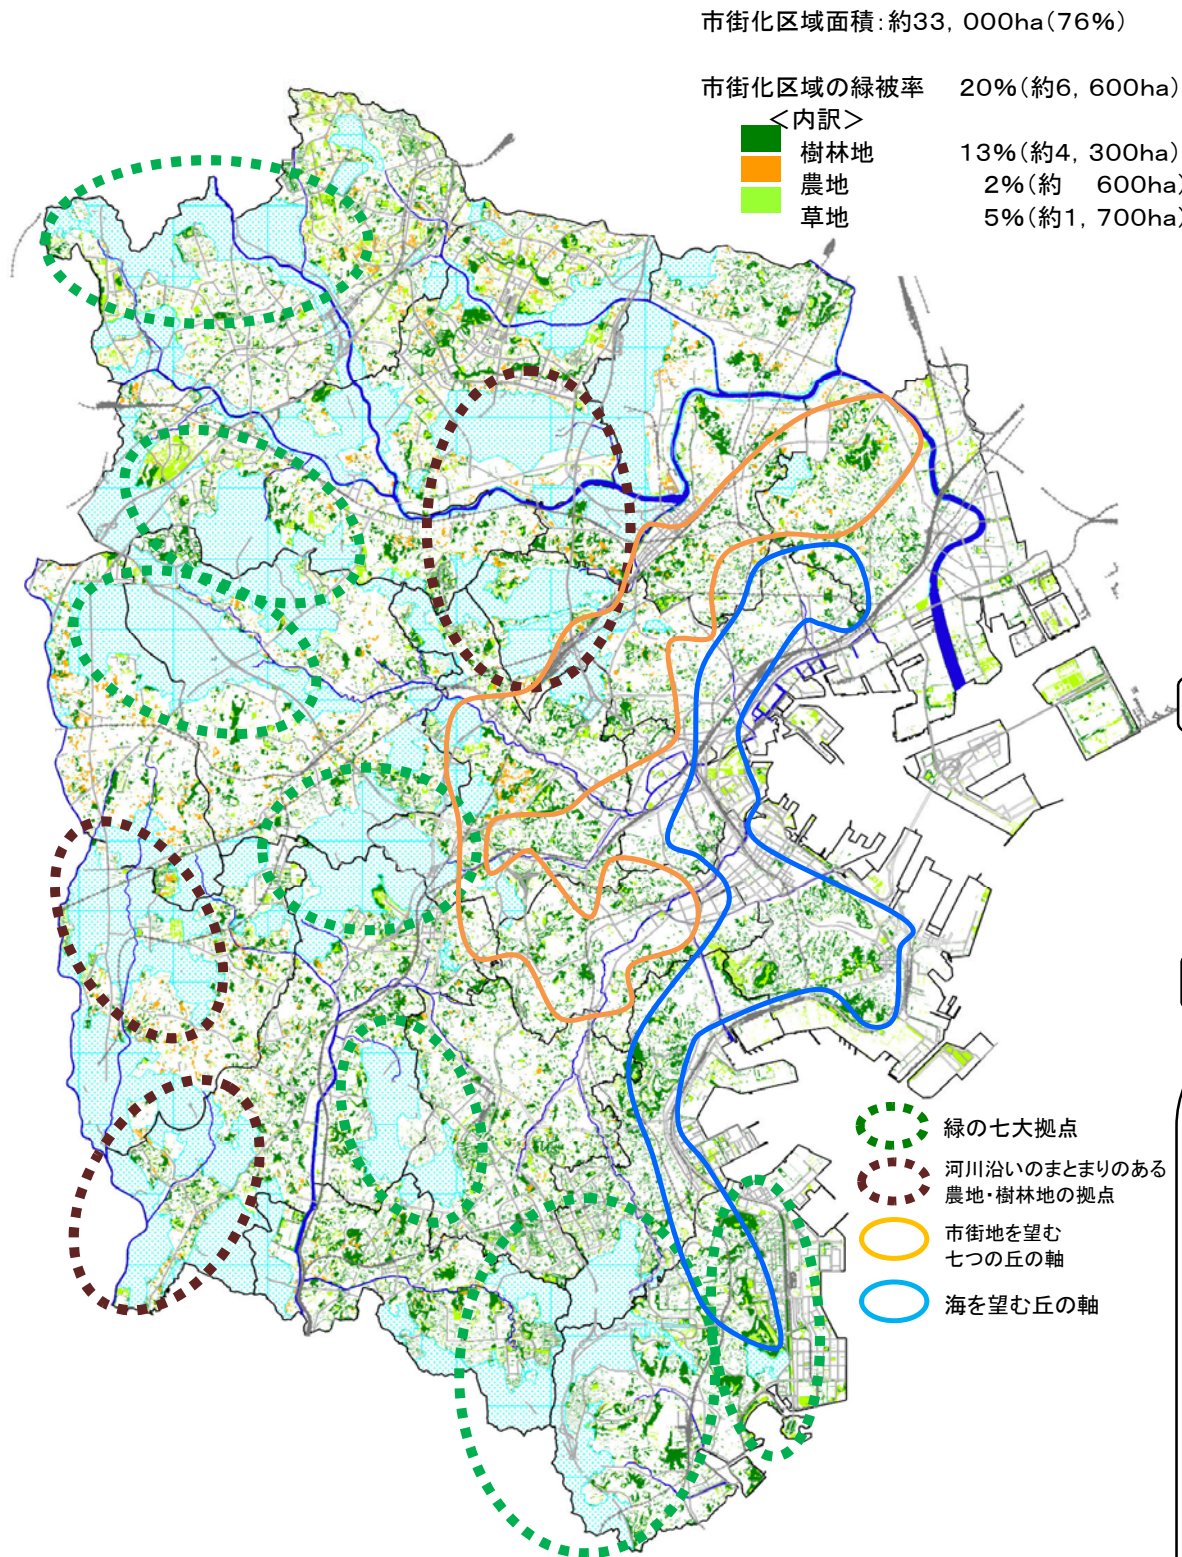 市街化区域面積:約33,000ha(76%)
市街化区域の緑被率 20%(約6,600ha)
<内訳>
樹林地 13%(約4,300ha)
農地 2%(約 600ha)
草地 5%(約1,700ha)
緑の七大拠点
河川沿いのまとまりのある
農地・樹林地の拠点
市街地を望む
七つの丘の軸
海を望む丘の軸